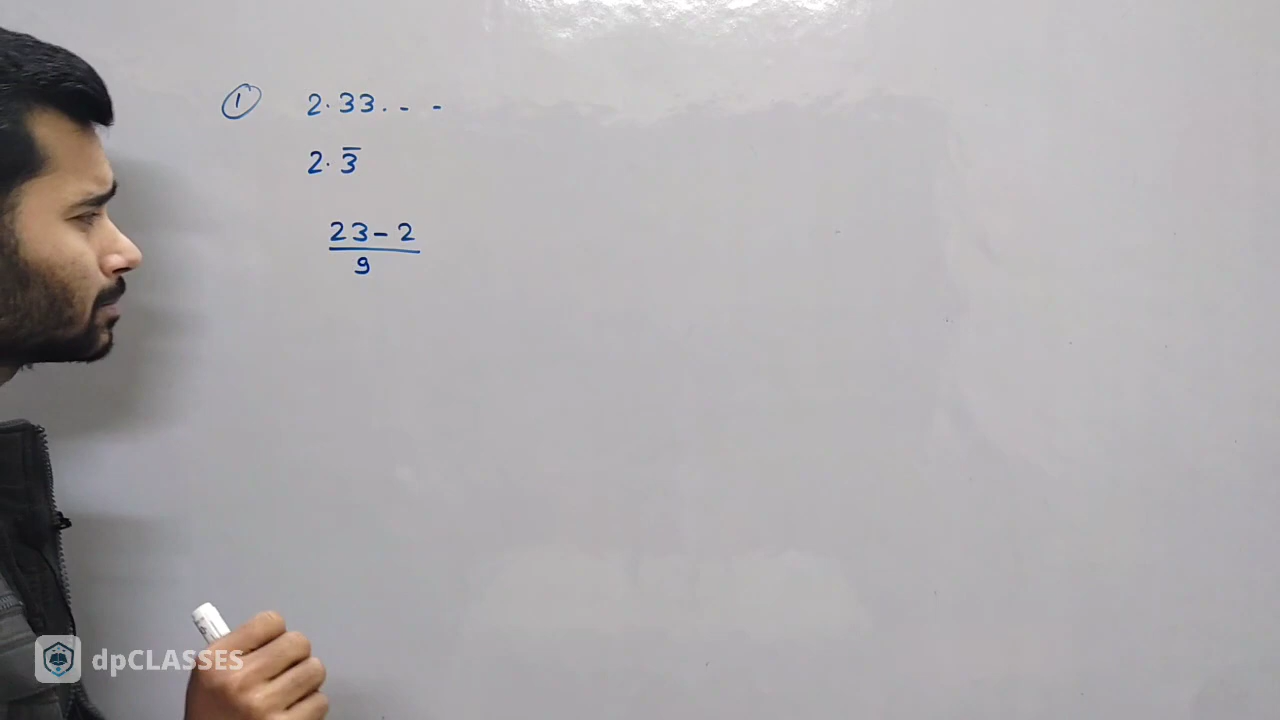 ① 2.33. - -
2.3̅
23-2
9
dpCLASSES